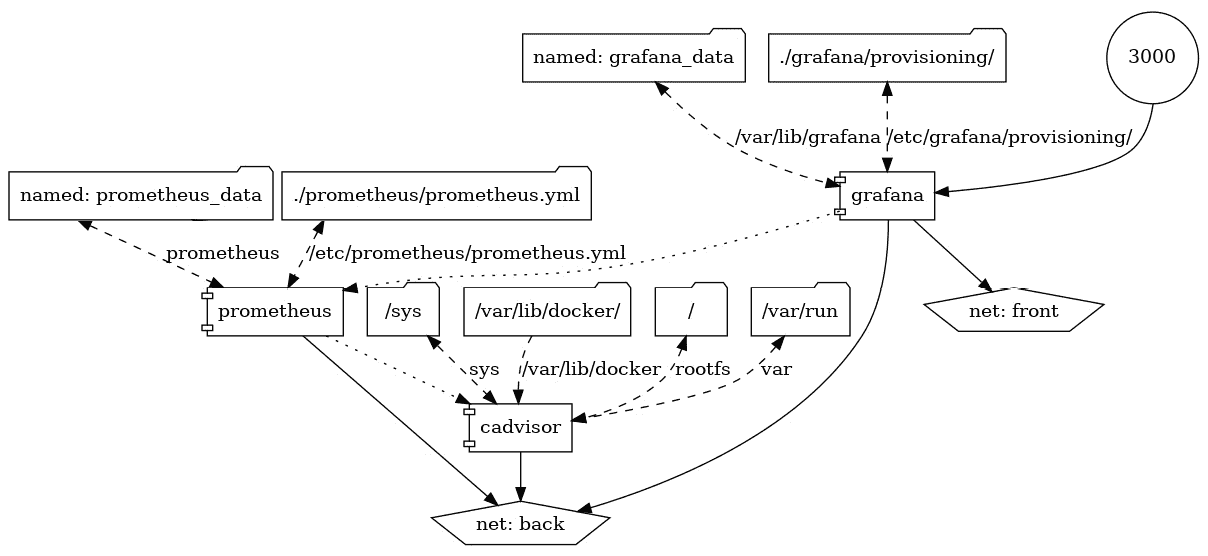 named: grafana_data
./grafana/provisioning/
3000
/var/lib/grafana
/etc/grafana/provisioning/
named: prometheus_data
./prometheus/prometheus.yml
grafana
prometheus
/etc/prometheus/prometheus.yml
prometheus
/sys
/var/lib/docker/
/
/var/run
net: front
sys
/var/lib/docker
rootfs
var
cadvisor
net: back